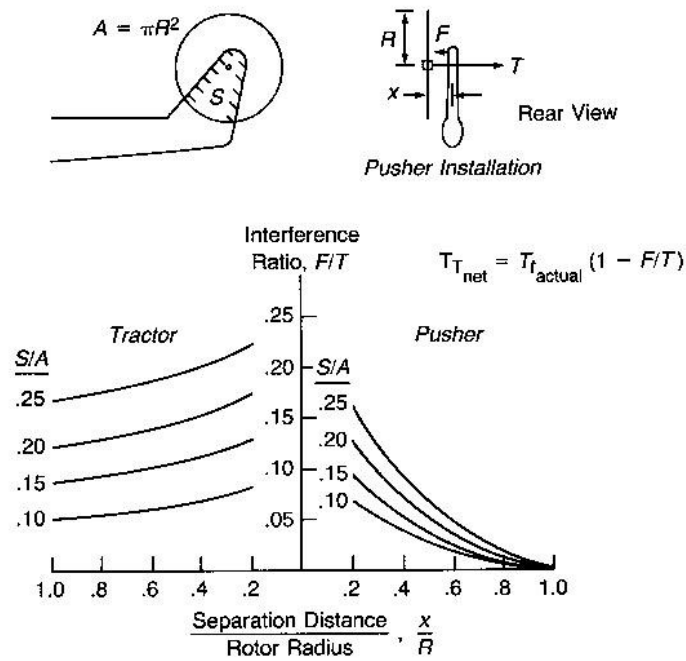 A = πR²
S
R
F
T
x
Rear View
Pusher Installation
Interference
Ratio, F/T
T_T_net = T_f_actual (1 - F/T)
Tractor
Pusher
S/A
.25
.20
.15
.10
.25
.20
.15
.10
.05
S/A
.25
.20
.15
.10
1.0 .8 .6 .4 .2 .2 .4 .6 .8 1.0
Separation Distance / Rotor Radius , x/R